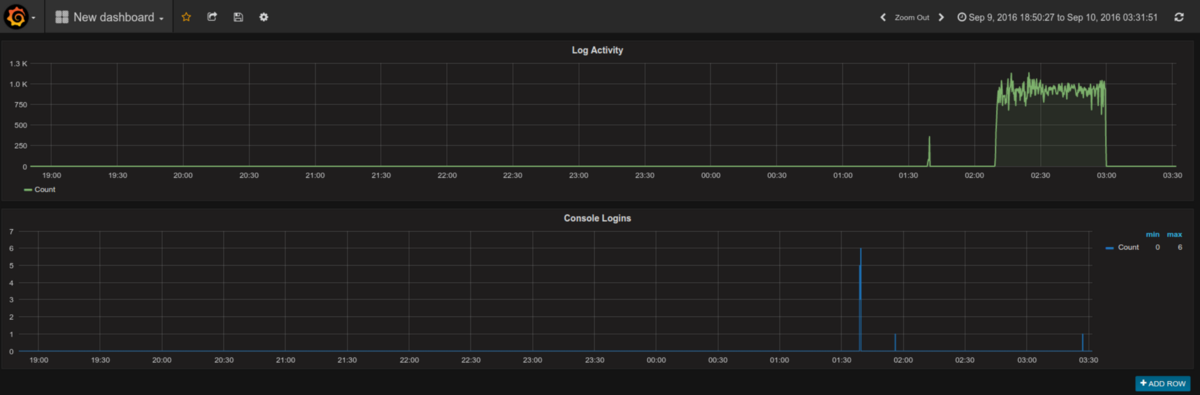 New dashboard
Zoom Out Sep 9, 2016 18:50:27 to Sep 10, 2016 03:31:51
Log Activity
1.3 K
1.0 K
750
500
250
0
19:00 19:30 20:00 20:30 21:00 21:30 22:00 22:30 23:00 23:30 00:00 00:30 01:00 01:30 02:00 02:30 03:00 03:30
Count
Console Logins
7
6
5
4
3
2
1
0
19:00 19:30 20:00 20:30 21:00 21:30 22:00 22:30 23:00 23:30 00:00 00:30 01:00 01:30 02:00 02:30 03:00 03:30
min max
Count 0 6
+ ADD ROW